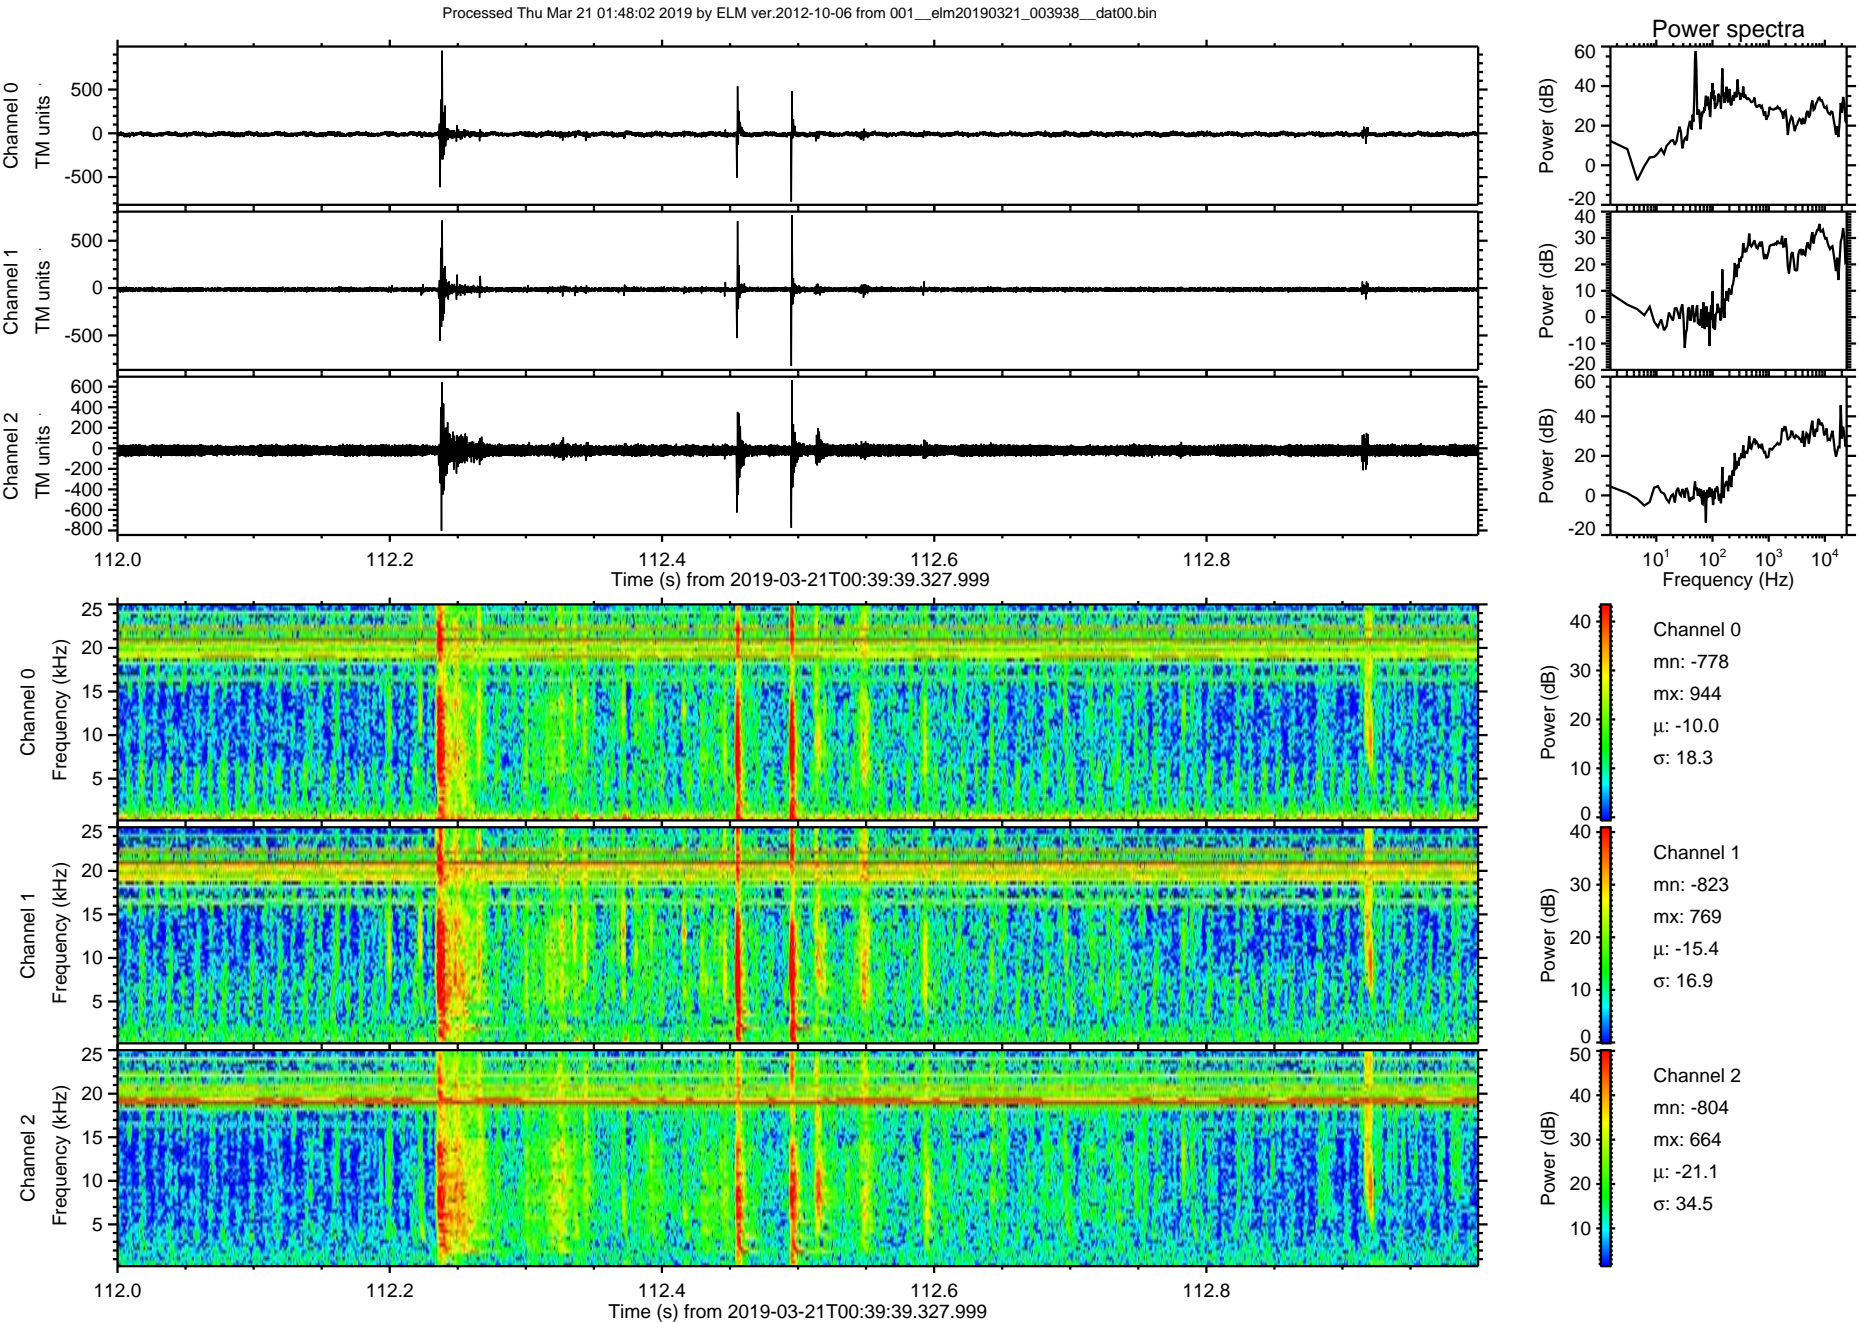 Processed Thu Mar 21 01:48:02 2019 by ELM ver.2012-10-06 from 001__elm20190321_003938__dat00.bin
Power spectra
Channel 0
TM units
500
0
-500
Power (dB)
60
40
20
0
-20
Channel 1
TM units
500
0
-500
Power (dB)
40
30
20
10
0
-10
-20
Channel 2
TM units
600
400
200
0
-200
-400
-600
-800
Power (dB)
60
40
20
0
-20
112.0 112.2 112.4 112.6 112.8
Time (s) from 2019-03-21T00:39:39.327.999
10^1 10^2 10^3 10^4
Frequency (Hz)
Channel 0
Frequency (kHz)
25
20
15
10
5
Power (dB)
40
30
20
10
0
Channel 0
mn: -778
mx: 944
μ: -10.0
σ: 18.3
Channel 1
Frequency (kHz)
25
20
15
10
5
Power (dB)
40
30
20
10
0
Channel 1
mn: -823
mx: 769
μ: -15.4
σ: 16.9
Channel 2
Frequency (kHz)
25
20
15
10
5
Power (dB)
50
40
30
20
10
Channel 2
mn: -804
mx: 664
μ: -21.1
σ: 34.5
112.0 112.2 112.4 112.6 112.8
Time (s) from 2019-03-21T00:39:39.327.999